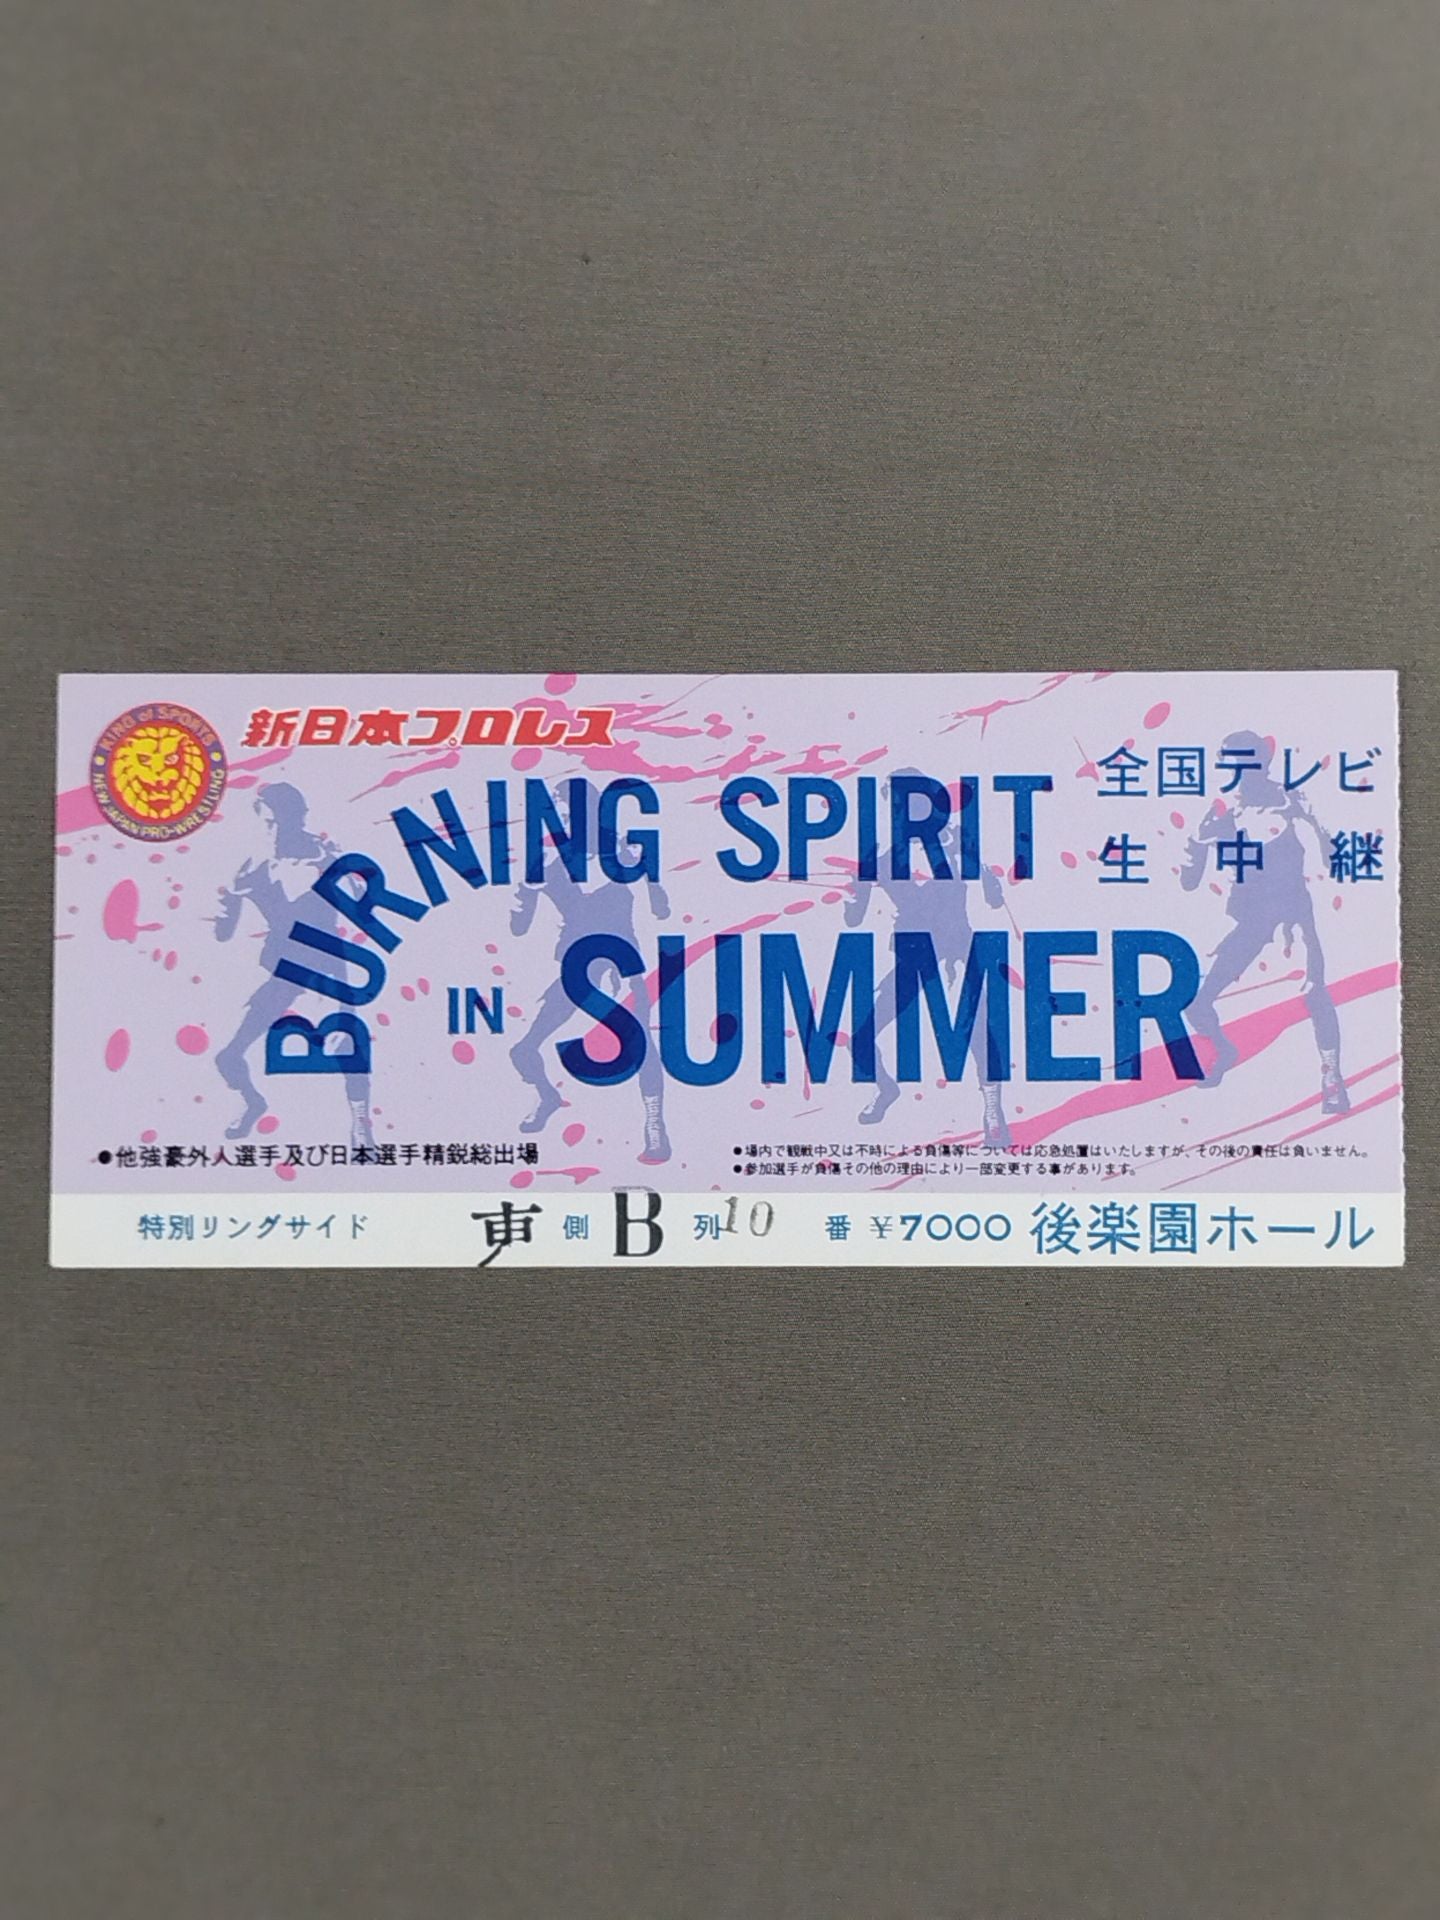 KING of SPORTS
NEW JAPAN PRO-WRESTLING
新日本プロレス
BURNING SPIRIT
IN SUMMER
全国テレビ
生中継
●他強豪外人選手及び日本選手精鋭総出場
●場内で観戦中又は不時による負傷等については応急処置はいたしますが、その後の責任は負いません。
●参加選手が負傷その他の理由により一部変更する事があります。
特別リングサイド 東側 B列10番 ¥7000 後楽園ホール